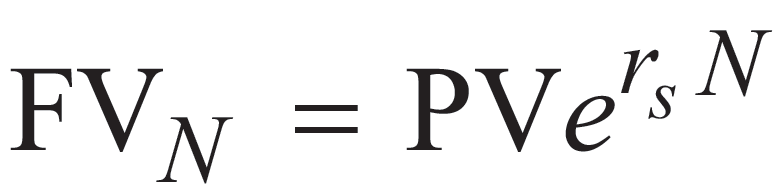 FV_N = PVe^{r_s N}